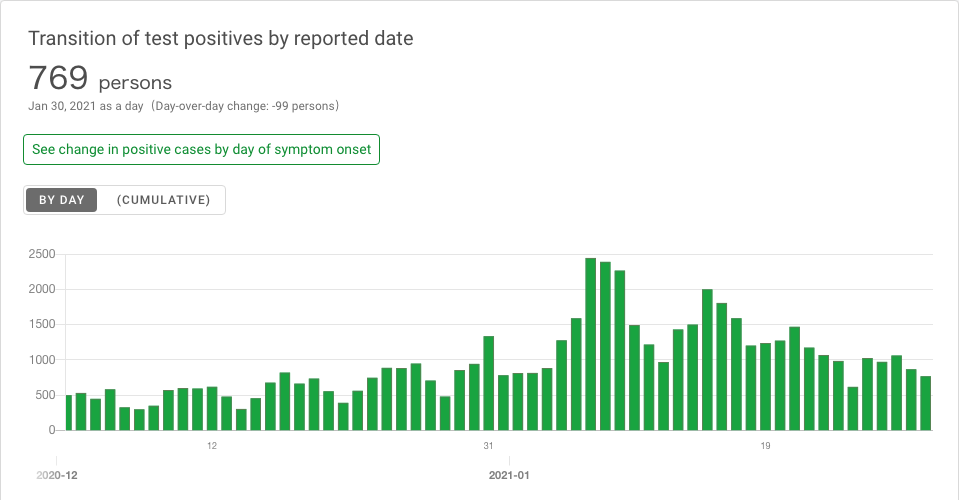 Transition of test positives by reported date
769 persons
Jan 30, 2021 as a day（Day-over-day change: -99 persons）
See change in positive cases by day of symptom onset
BY DAY (CUMULATIVE)
2500
2000
1500
1000
500
0
12 31 19
2020-12 2021-01